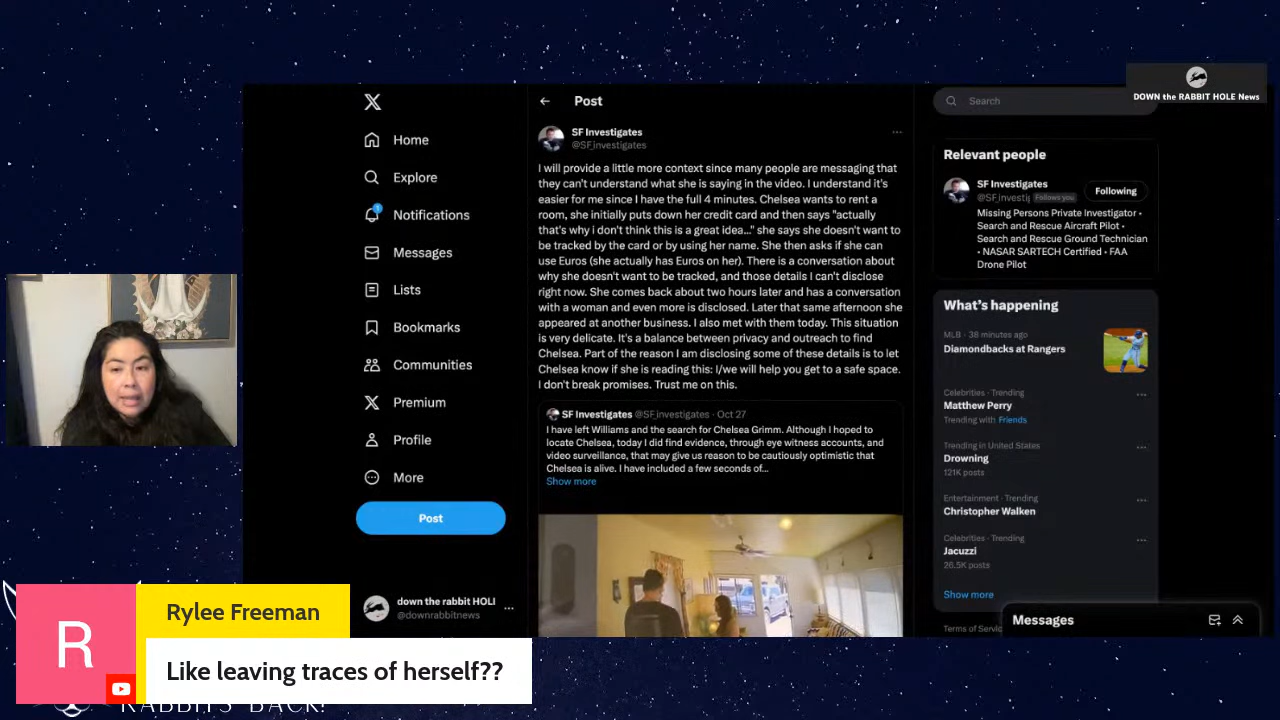 DOWN the RABBIT HOLE News
Home
Explore
1
Notifications
Messages
Lists
Bookmarks
Communities
Premium
Profile
More
Post
down the rabbit HOLI
@downrabbitnews
Post
SF Investigates
@SF_investigates
I will provide a little more context since many people are messaging that
they can't understand what she is saying in the video. I understand it's
easier for me since I have the full 4 minutes. Chelsea wants to rent a
room, she initially puts down her credit card and then says "actually
that's why i don't think this is a great idea..." she says she doesn't want to
be tracked by the card or by using her name. She then asks if she can
use Euros (she actually has Euros on her). There is a conversation about
why she doesn't want to be tracked, and those details I can't disclose
right now. She comes back about two hours later and has a conversation
with a woman and even more is disclosed. Later that same afternoon she
appeared at another business. I also met with them today. This situation
is very delicate. It's a balance between privacy and outreach to find
Chelsea. Part of the reason I am disclosing some of these details is to let
Chelsea know if she is reading this: I/we will help you get to a safe space.
I don't break promises. Trust me on this.
SF Investigates @SF_investigates · Oct 27
I have left Williams and the search for Chelsea Grimm. Although I hoped to
locate Chelsea, today I did find evidence, through eye witness accounts, and
video surveillance, that may give us reason to be cautiously optimistic that
Chelsea is alive. I have included a few seconds of...
Show more
Search
Relevant people
SF Investigates
@SF_investig Follows you
Following
Missing Persons Private Investigator •
Search and Rescue Aircraft Pilot •
Search and Rescue Ground Technician
• NASAR SARTECH Certified • FAA
Drone Pilot
What's happening
MLB · 38 minutes ago
Diamondbacks at Rangers
Celebrities · Trending
Matthew Perry
Trending with Friends
Trending in United States
Drowning
121K posts
Entertainment · Trending
Christopher Walken
Celebrities · Trending
Jacuzzi
26.5K posts
Show more
Terms of Servic
Messages
R
Rylee Freeman
Like leaving traces of herself??
RABBITS BACK!